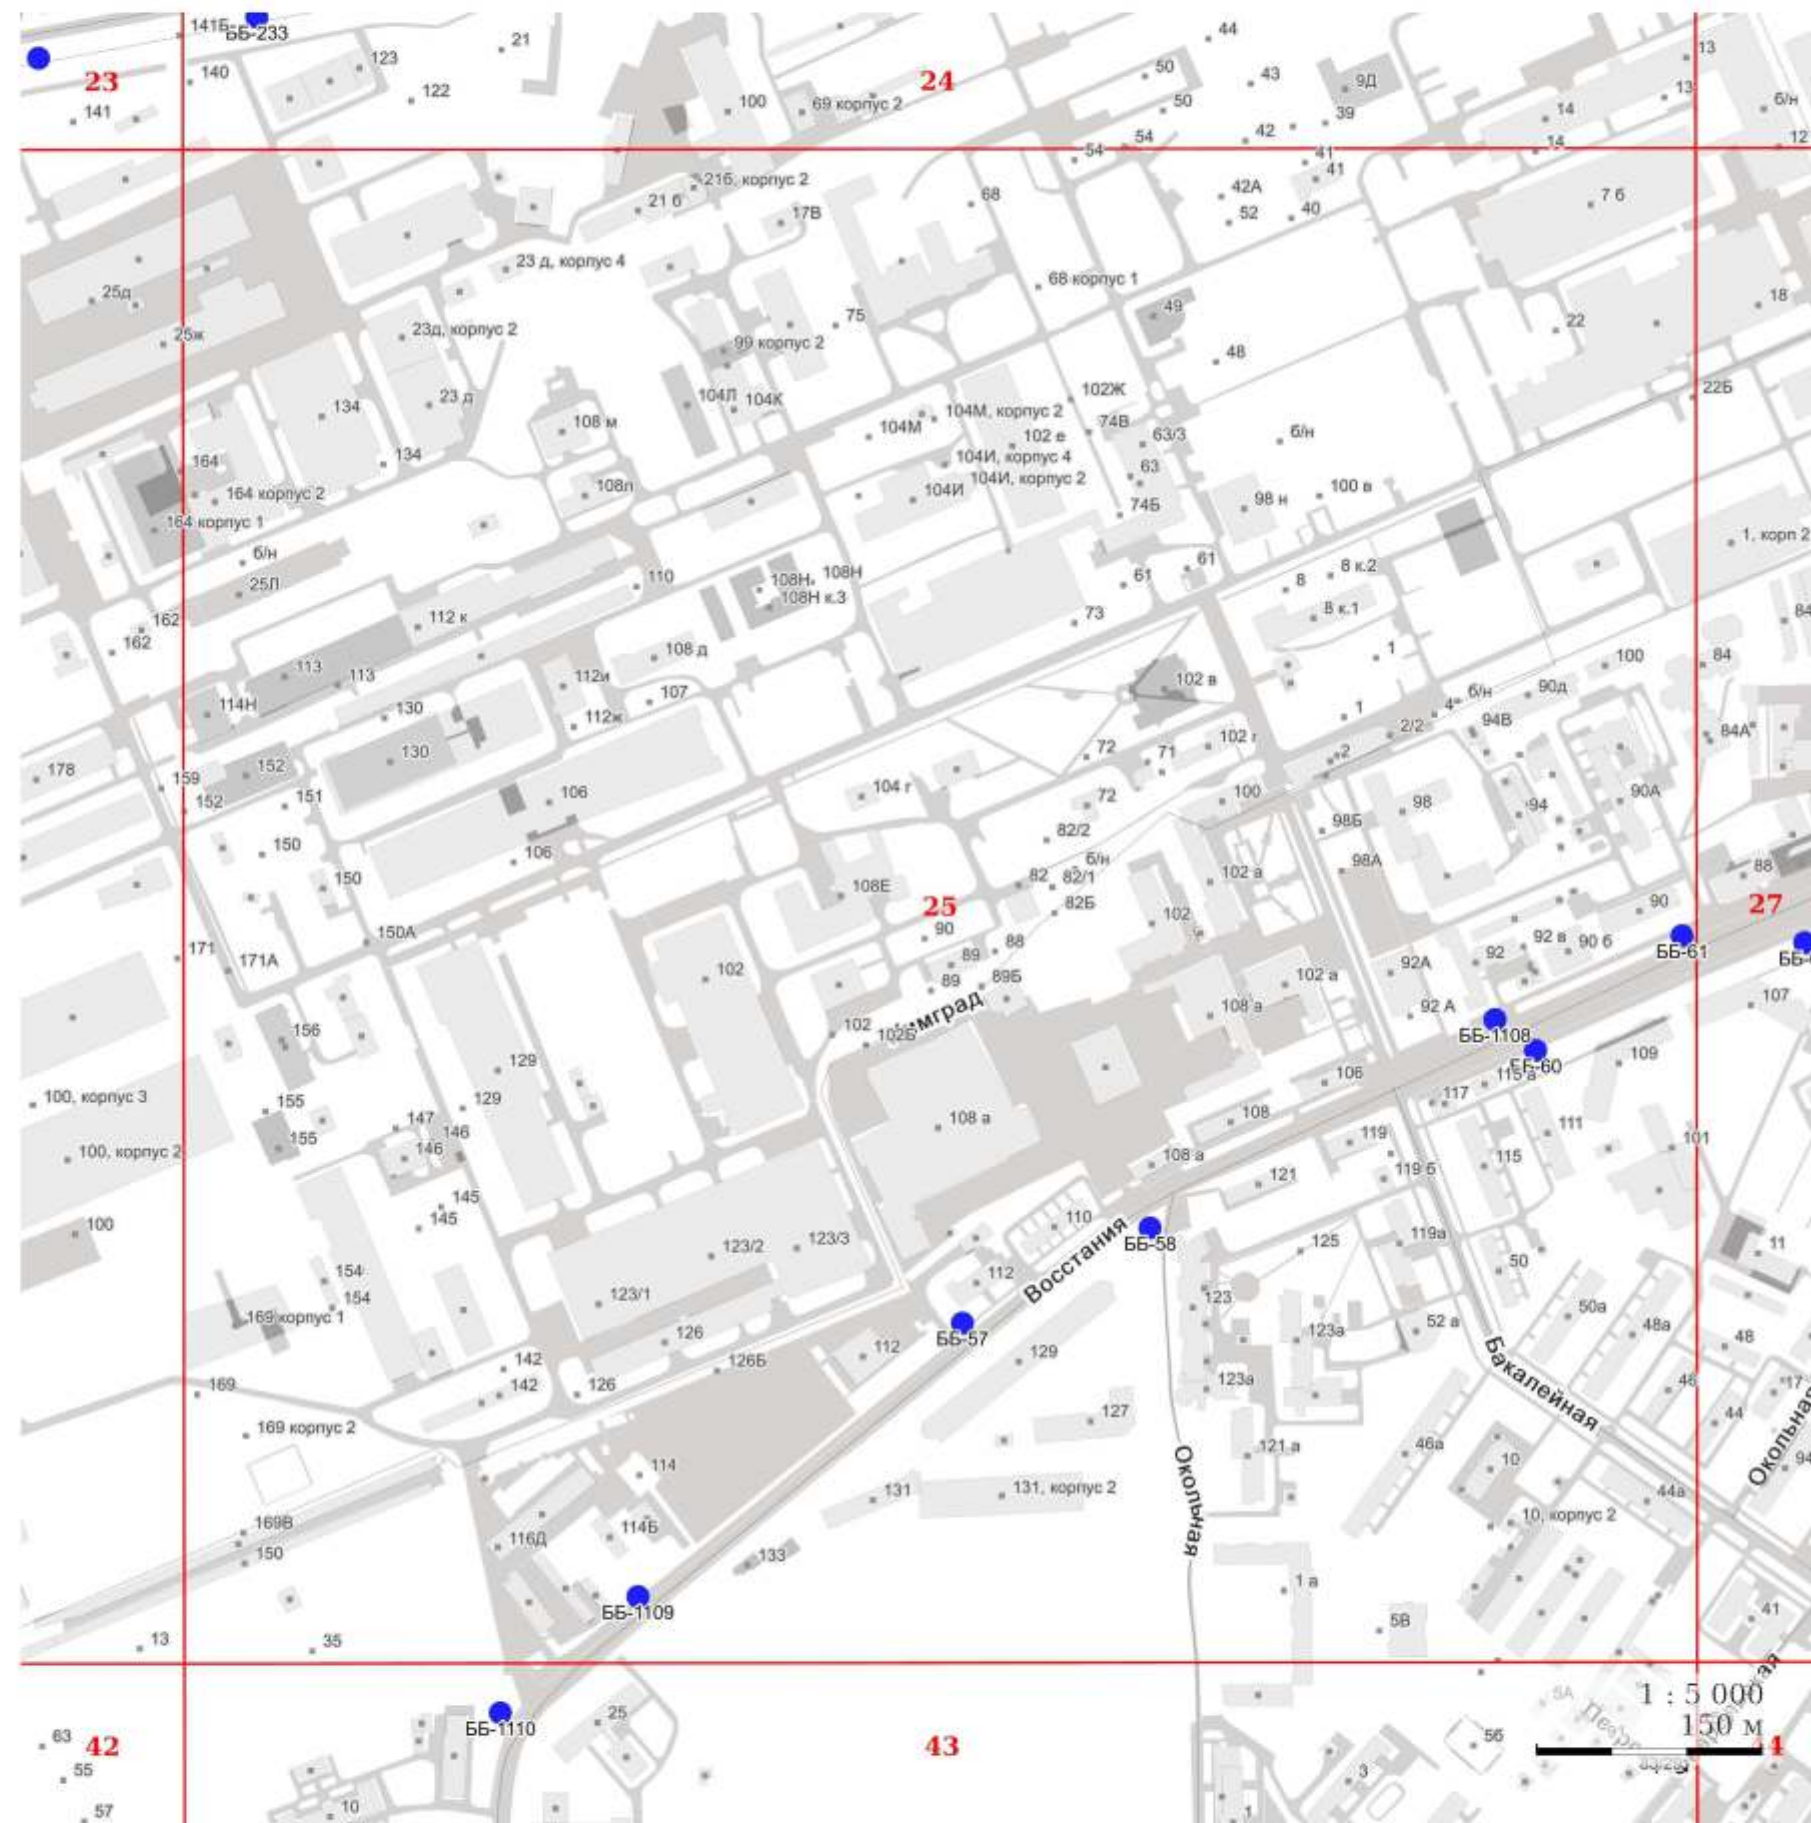 141Б
ББ-233
21
44
13
23
140
123
122
24
50
43
9Д
13
б/н
141
100
69 корпус 2
50
39
14
12
54
42
41
14
54
41
21б, корпус 2
42А
7 б
21 б
17В
68
52
40
23 д, корпус 4
25д
68 корпус 1
18
49
22
25ж
23д, корпус 2
75
99 корпус 2
48
22Б
134
23 д
104Л
104К
102Ж
108 м
104М
104М, корпус 2
74В
63/3
б/н
102 е
134
104И, корпус 4
164
63
104И, корпус 2
108л
164 корпус 2
104И
98 н
100 в
74Б
164 корпус 1
1, корп 2
б/н
108Н
61
8 к.2
25Л
110
108Н
61
8
108Н к.3
8 к.1
84
162
112 к
73
162
108 д
1
100
84
113
113
112и
107
102 в
б/н
90д
114Н
130
112ж
1
4
2/2
94В
84А
130
72
71
102 г
2
178
152
159
106
104 г
152
151
72
100
98
94
90А
82/2
98Б
150
106
б/н
98А
88
150
108Е
82
82/1
102 а
25
82Б
102
90
27
90
88
92 в
90 б
ББ-61
171
150А
171А
89
92
102
89
89Б
102 а
92А
107
имград
108 а
92 А
156
102
102Б
ББ-1108
ББ-60
109
129
106
115 а
100, корпус 3
155
129
117
147
108
111
146
108 а
119
101
100, корпус 2
155
146
108 а
119 б
115
121
145
100
145
110
ББ-58
123/2
123/3
119а
125
11
Восстания
50
154
112
154
123/1
123
50а
169 корпус 1
126
ББ-57
123а
52 а
48а
48
142
126Б
112
129
Бакалейная
169
142
126
123а
46
17
169 корпус 2
127
44
Окольная
46а
114
121 а
10
94
131
131, корпус 2
Окольная
44а
169В
114Б
10, корпус 2
150
116Д
133
1 а
ББ-1109
41
5В
13
35
1 : 5 000
5А
150 м
ББ-1110
25
63
42
43
5б
55
3
57
10
1